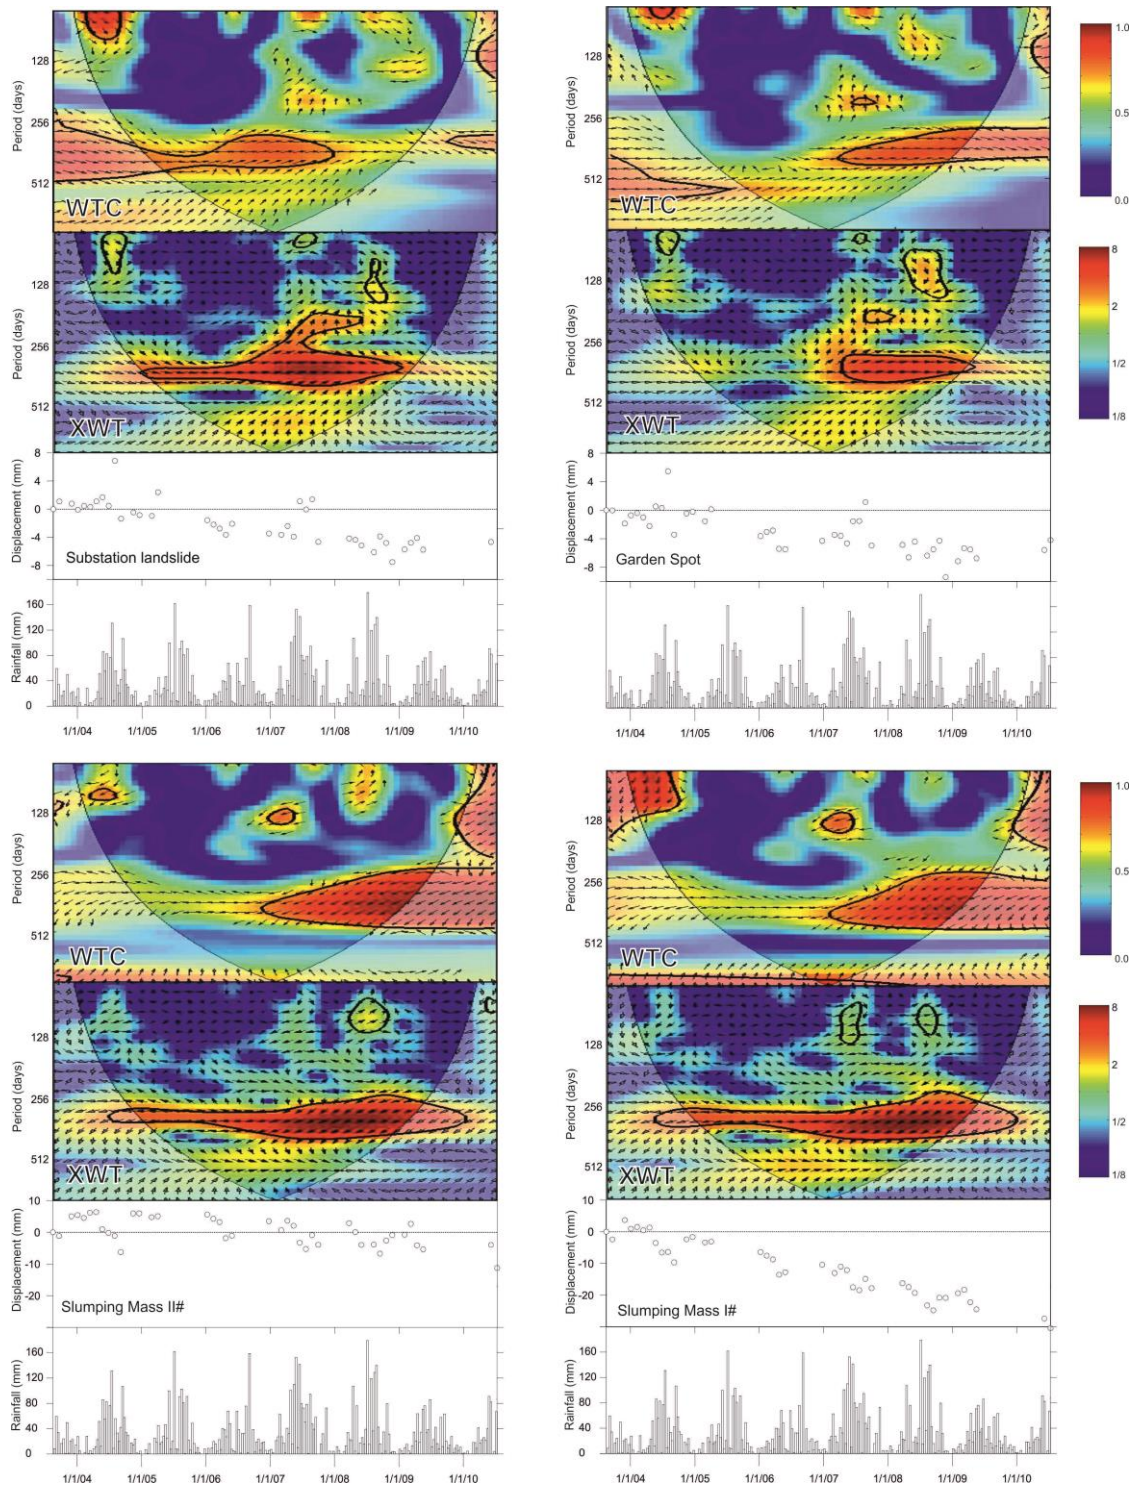 128
256
512
Period (days)
WTC
128
256
512
Period (days)
XWT
8
4
0
-4
-8
Displacement (mm)
Substation landslide
160
120
80
40
0
Rainfall (mm)
1/1/04 1/1/05 1/1/06 1/1/07 1/1/08 1/1/09 1/1/10
128
256
512
Period (days)
WTC
128
256
512
Period (days)
XWT
8
4
0
-4
-8
Displacement (mm)
Garden Spot
Rainfall (mm)
1/1/04 1/1/05 1/1/06 1/1/07 1/1/08 1/1/09 1/1/10
1.0
0.5
0.0
8
2
1/2
1/8
128
256
512
Period (days)
WTC
128
256
512
Period (days)
XWT
10
0
-10
-20
Displacement (mm)
Slumping Mass II#
160
120
80
40
0
Rainfall (mm)
1/1/04 1/1/05 1/1/06 1/1/07 1/1/08 1/1/09 1/1/10
128
256
512
Period (days)
WTC
128
256
512
Period (days)
XWT
10
0
-10
-20
Displacement (mm)
Slumping Mass I#
160
120
80
40
0
Rainfall (mm)
1/1/04 1/1/05 1/1/06 1/1/07 1/1/08 1/1/09 1/1/10
1.0
0.5
0.0
8
2
1/2
1/8